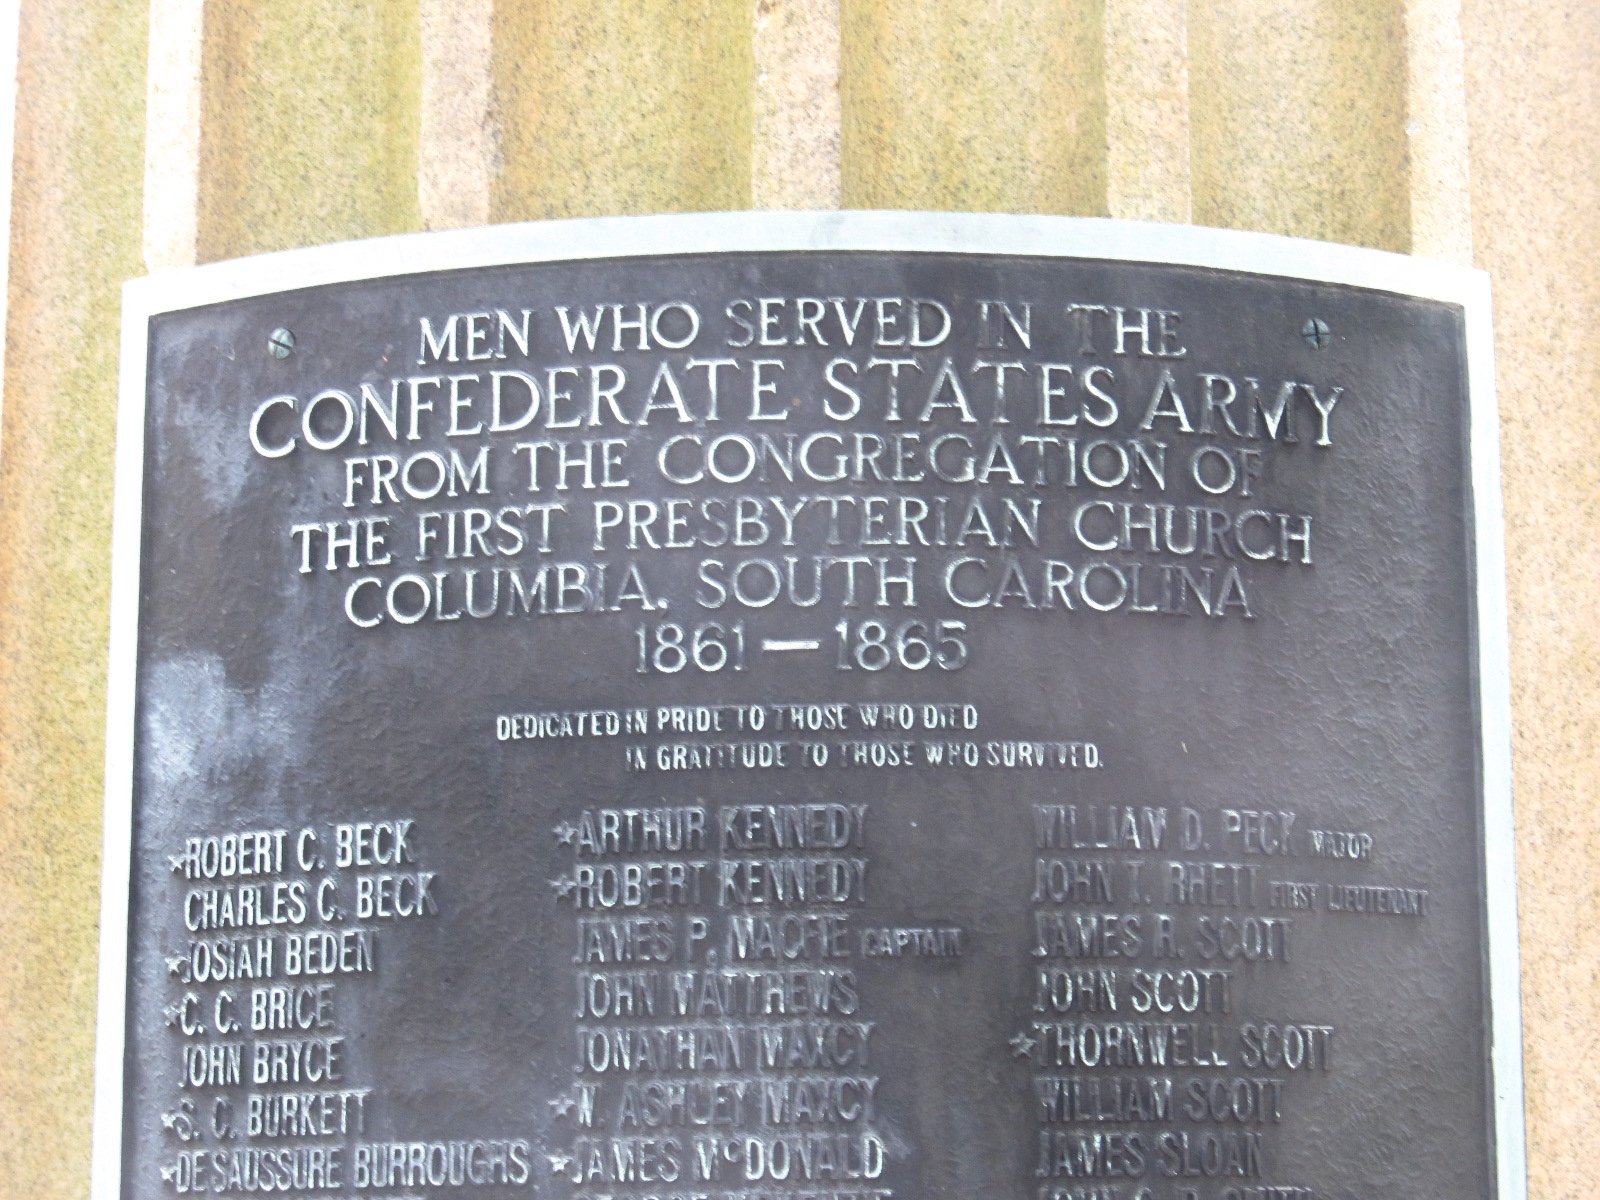 MEN WHO SERVED IN THE
CONFEDERATE STATES ARMY
FROM THE CONGREGATION OF
THE FIRST PRESBYTERIAN CHURCH
COLUMBIA, SOUTH CAROLINA
1861 — 1865
DEDICATED IN PRIDE TO THOSE WHO DIED
IN GRATITUDE TO THOSE WHO SURVIVED.
★ROBERT C. BECK
CHARLES C. BECK
★JOSIAH BEDEN
★C. C. BRICE
JOHN BRYCE
★S. C. BURKETT
★DE SAUSSURE BURROUGHS
★ARTHUR KENNEDY
★ROBERT KENNEDY
JAMES P. MACFIE CAPTAIN
JOHN MATTHEWS
JONATHAN MAXCY
★W. ASHLEY MAXCY
★JAMES McDONALD
WILLIAM D. PECK MAJOR
JOHN T. RHETT FIRST LIEUTENANT
JAMES R. SCOTT
JOHN SCOTT
★THORNWELL SCOTT
WILLIAM SCOTT
JAMES SLOAN